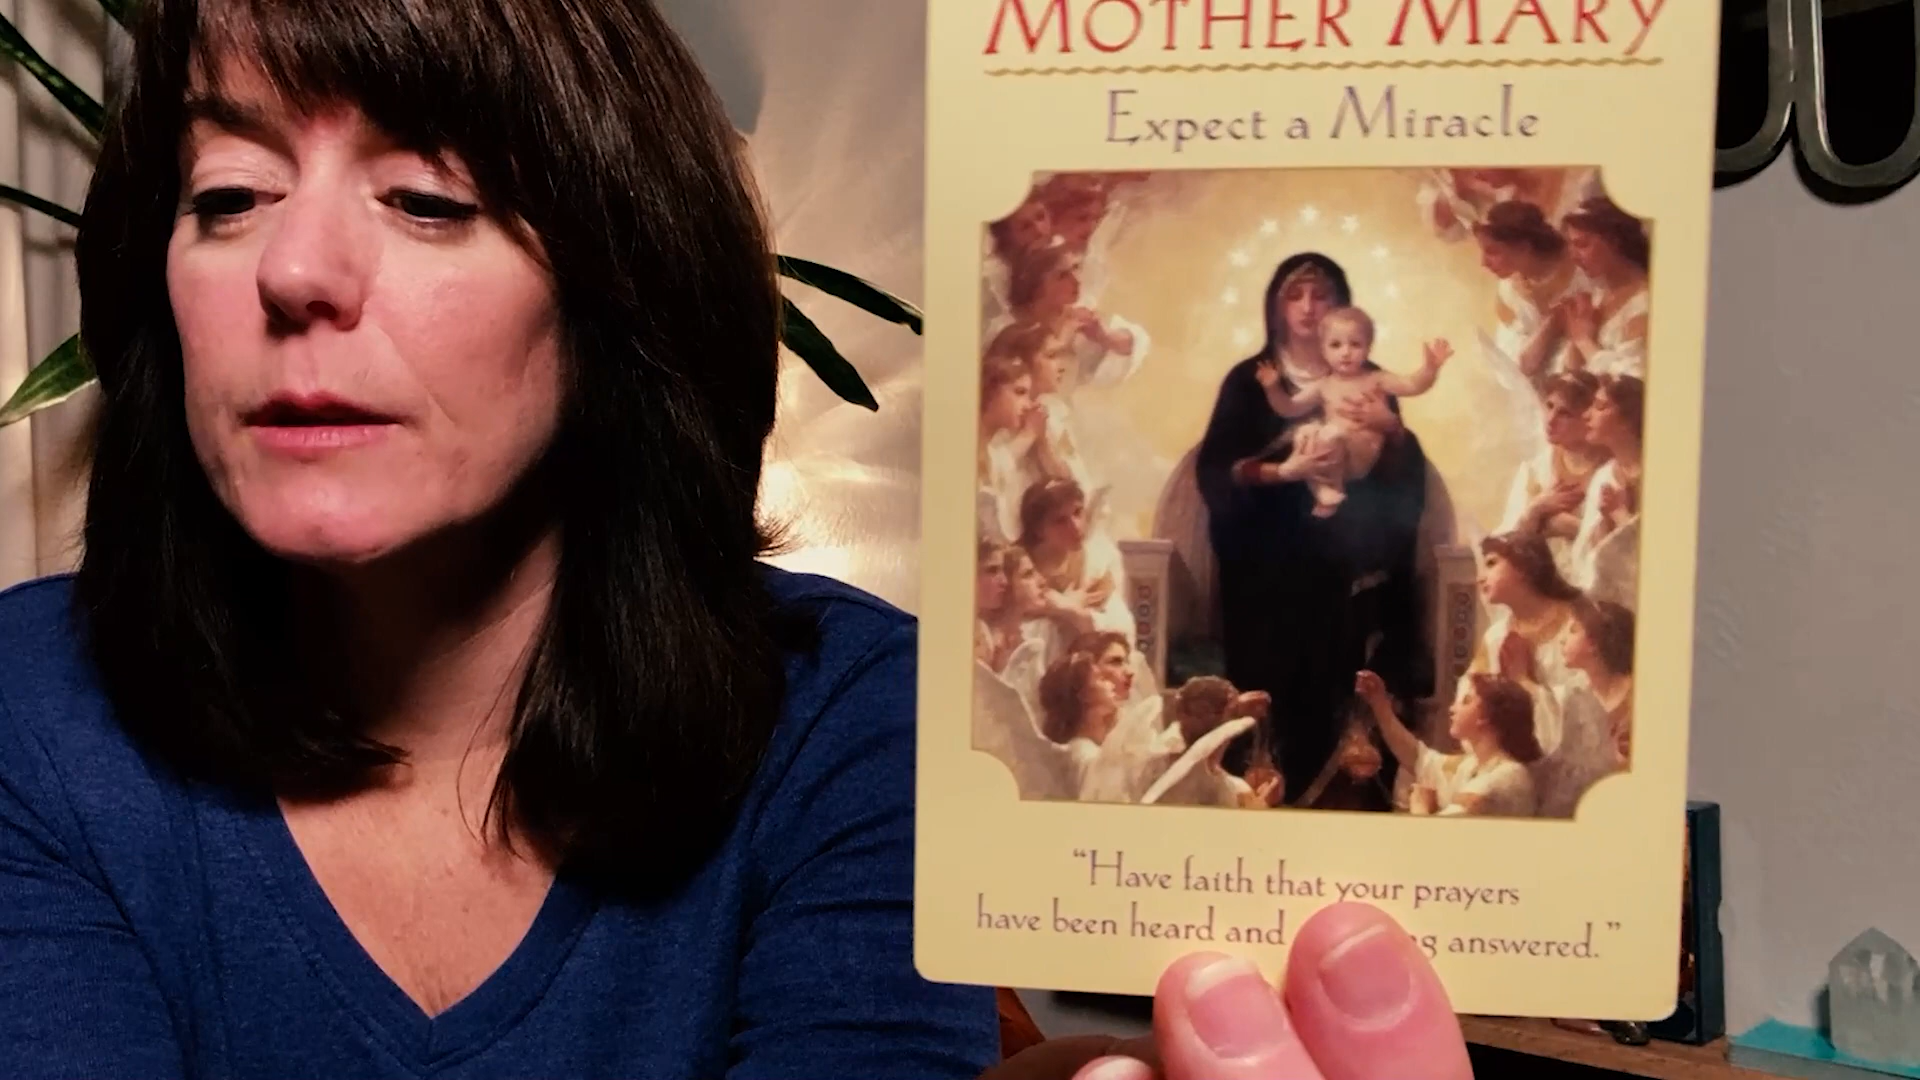 MOTHER MARY
Expect a Miracle
“Have faith that your prayers
have been heard and answered.”